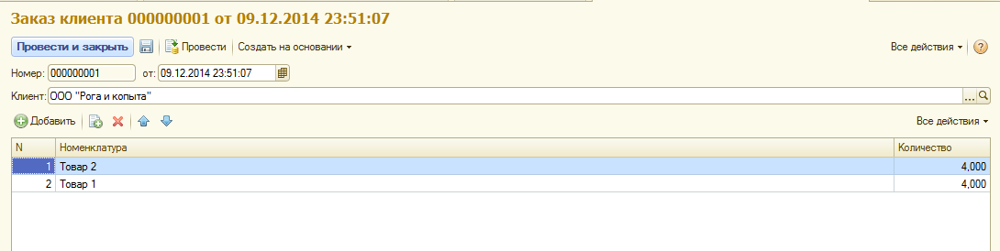 Заказ клиента 000000001 от 09.12.2014 23:51:07
Провести и закрыть Провести Создать на основании Все действия ?
Номер: 000000001 от: 09.12.2014 23:51:07
Клиент: ООО "Рога и копыта" ...
Добавить Все действия
N Номенклатура Количество
1 Товар 2 4,000
2 Товар 1 4,000